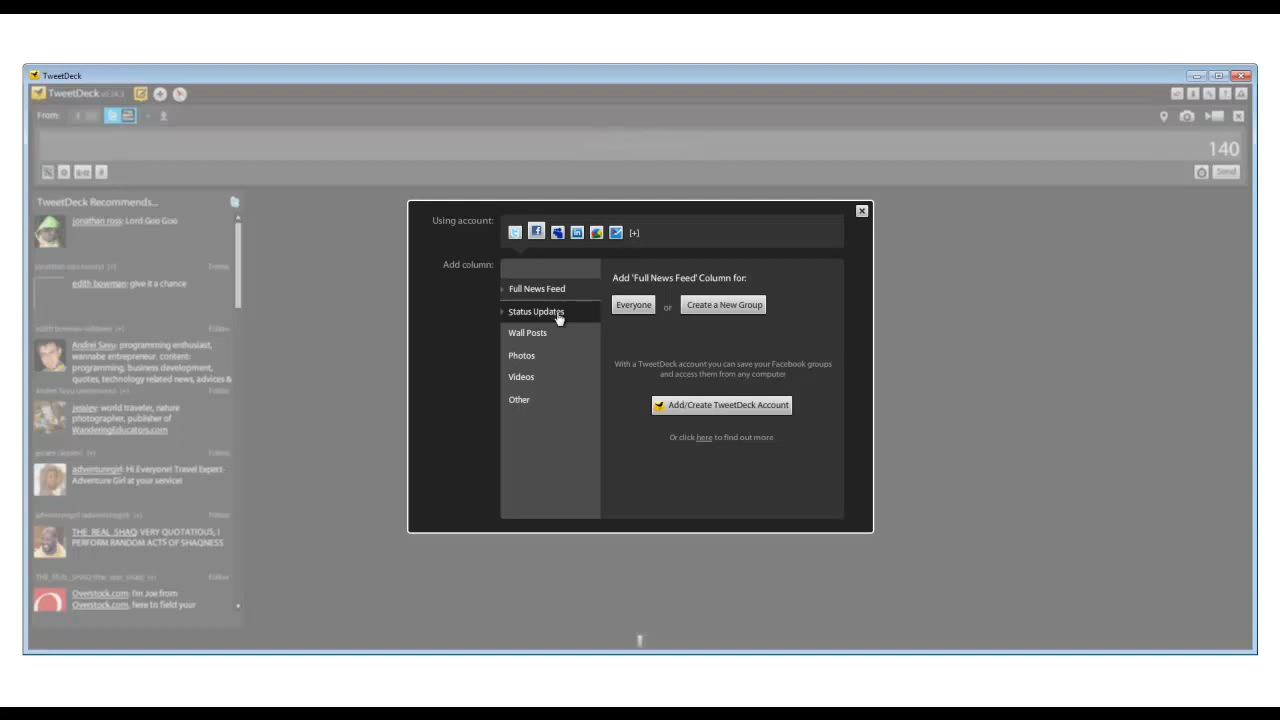 TweetDeck
TweetDeck
From:
140
Send
TweetDeck Recommends...
jonathan ross: Lord Goo Goo
edith bowman: give it a chance
Andrei Savu: programming enthusiast,
wannabe entrepreneur. content:
programming, business development,
quotes, technology related news, advices &
jessiev: world traveler, nature
photographer, publisher of
WanderingEducators.com
adventuregirl: Hi Everyone! Travel Expert-
Adventure Girl at your service!
THE_REAL_SHAQ: VERY QUOTATIOUS, I
PERFORM RANDOM ACTS OF SHAQNESS
Overstock.com: I'm Joe from
Overstock.com, here to field your
Using account:
[+]
Add column:
Full News Feed
Status Updates
Wall Posts
Photos
Videos
Other
Add 'Full News Feed' Column for:
Everyone or Create a New Group
With a TweetDeck account you can save your Facebook groups
and access them from any computer
Add/Create TweetDeck Account
Or click here to find out more